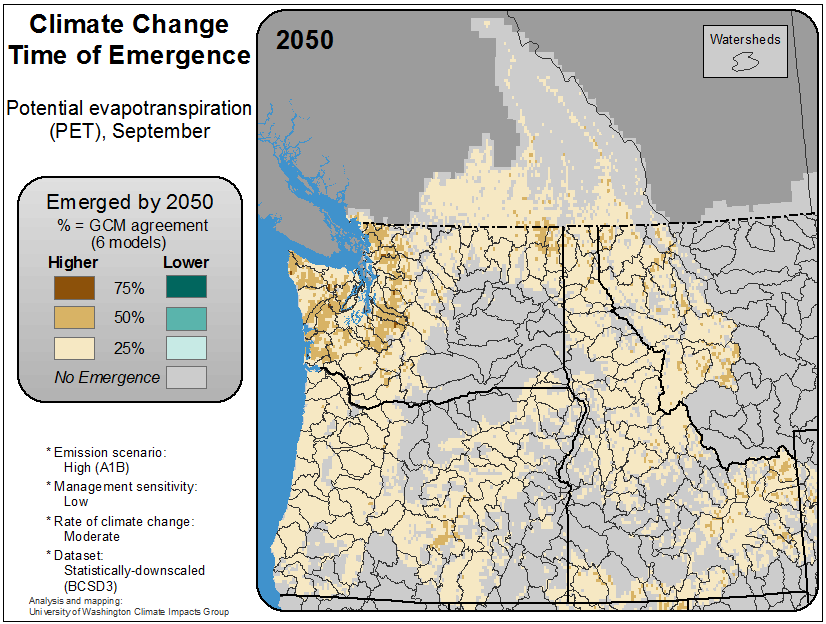 Climate Change
Time of Emergence
Potential evapotranspiration
(PET), September
Emerged by 2050
% = GCM agreement
(6 models)
Higher Lower
75%
50%
25%
No Emergence
* Emission scenario:
High (A1B)
* Management sensitivity:
Low
* Rate of climate change:
Moderate
* Dataset:
Statistically-downscaled
(BCSD3)
Analysis and mapping:
University of Washington Climate Impacts Group
2050
Watersheds